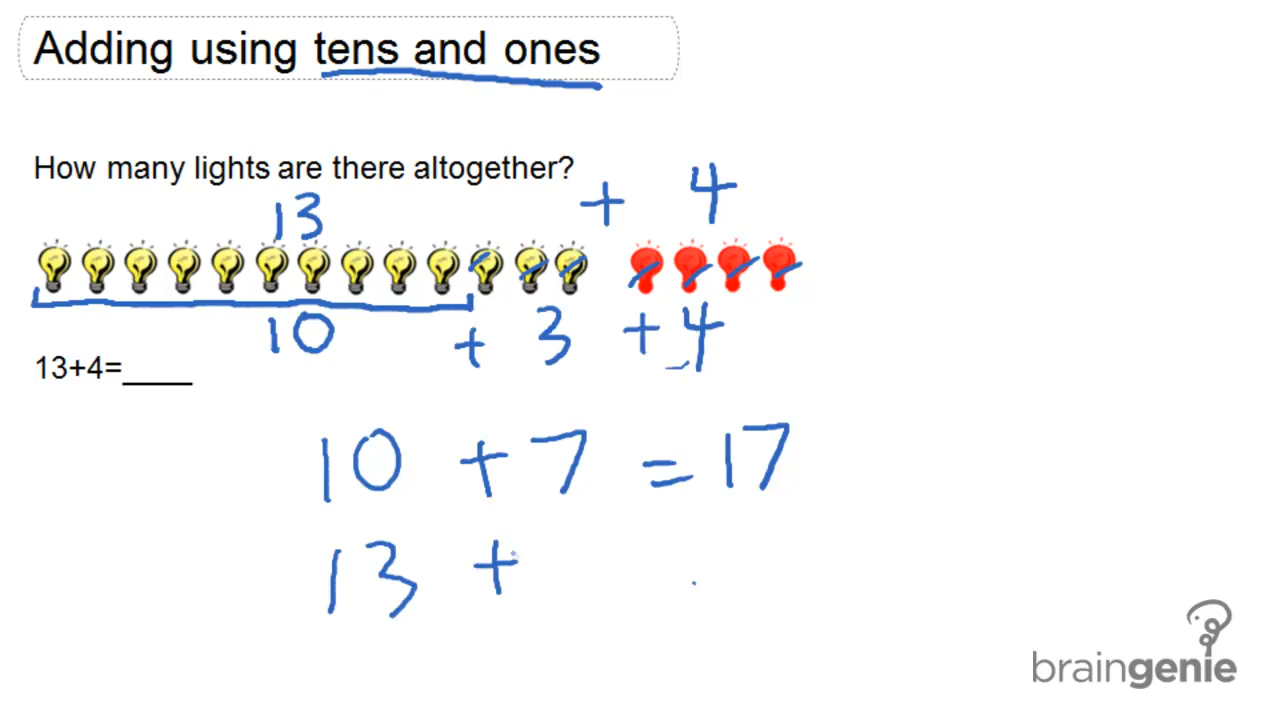 Adding using tens and ones
How many lights are there altogether?
13 + 4
10 + 3 + 4
13+4=____
10 + 7 = 17
13 +
braingenie